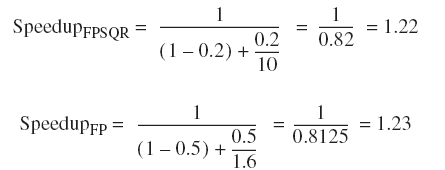 Speedup_FPSQR = 1 / ((1 – 0.2) + 0.2/10) = 1/0.82 = 1.22
Speedup_FP = 1 / ((1 – 0.5) + 0.5/1.6) = 1/0.8125 = 1.23